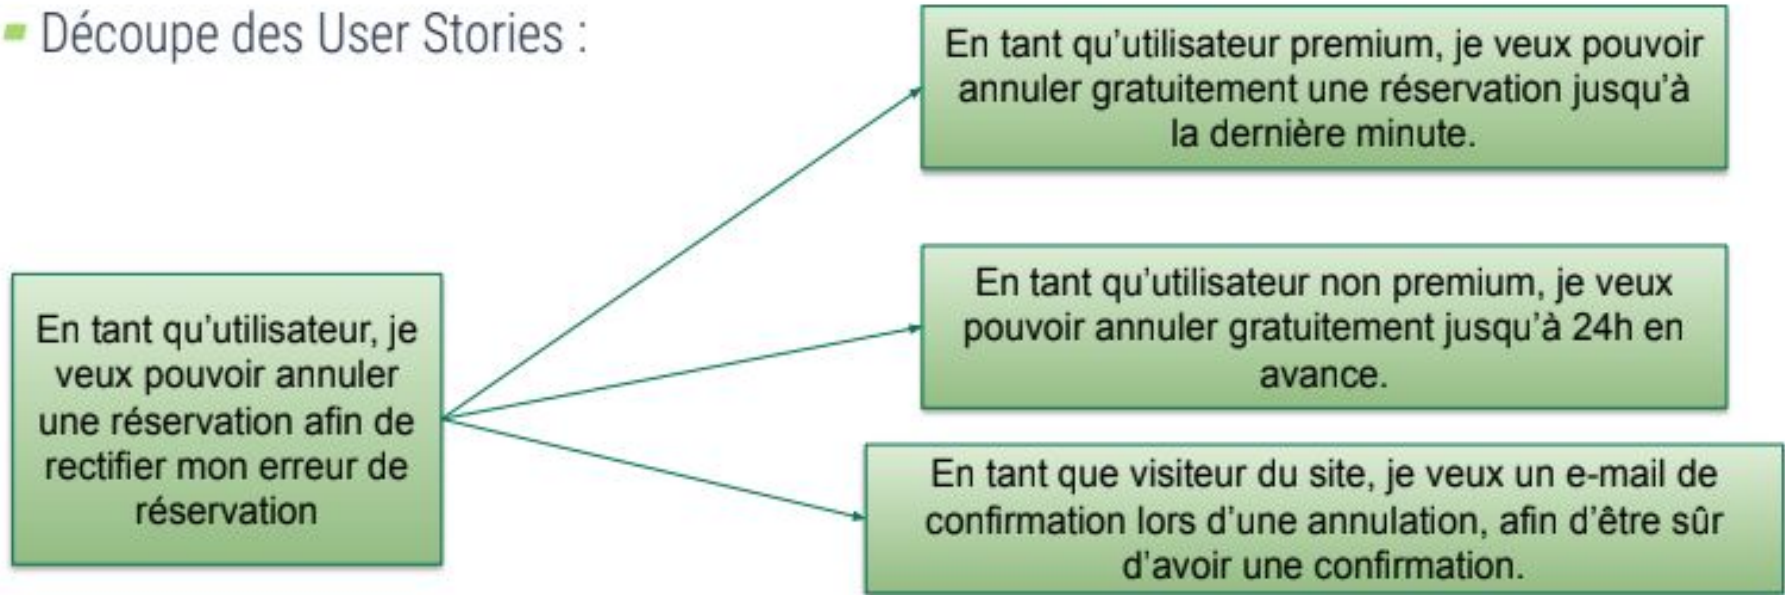 Découpe des User Stories :
En tant qu’utilisateur premium, je veux pouvoir
annuler gratuitement une réservation jusqu’à
la dernière minute.
En tant qu’utilisateur, je
veux pouvoir annuler
une réservation afin de
rectifier mon erreur de
réservation
En tant qu’utilisateur non premium, je veux
pouvoir annuler gratuitement jusqu’à 24h en
avance.
En tant que visiteur du site, je veux un e-mail de
confirmation lors d’une annulation, afin d’être sûr
d’avoir une confirmation.